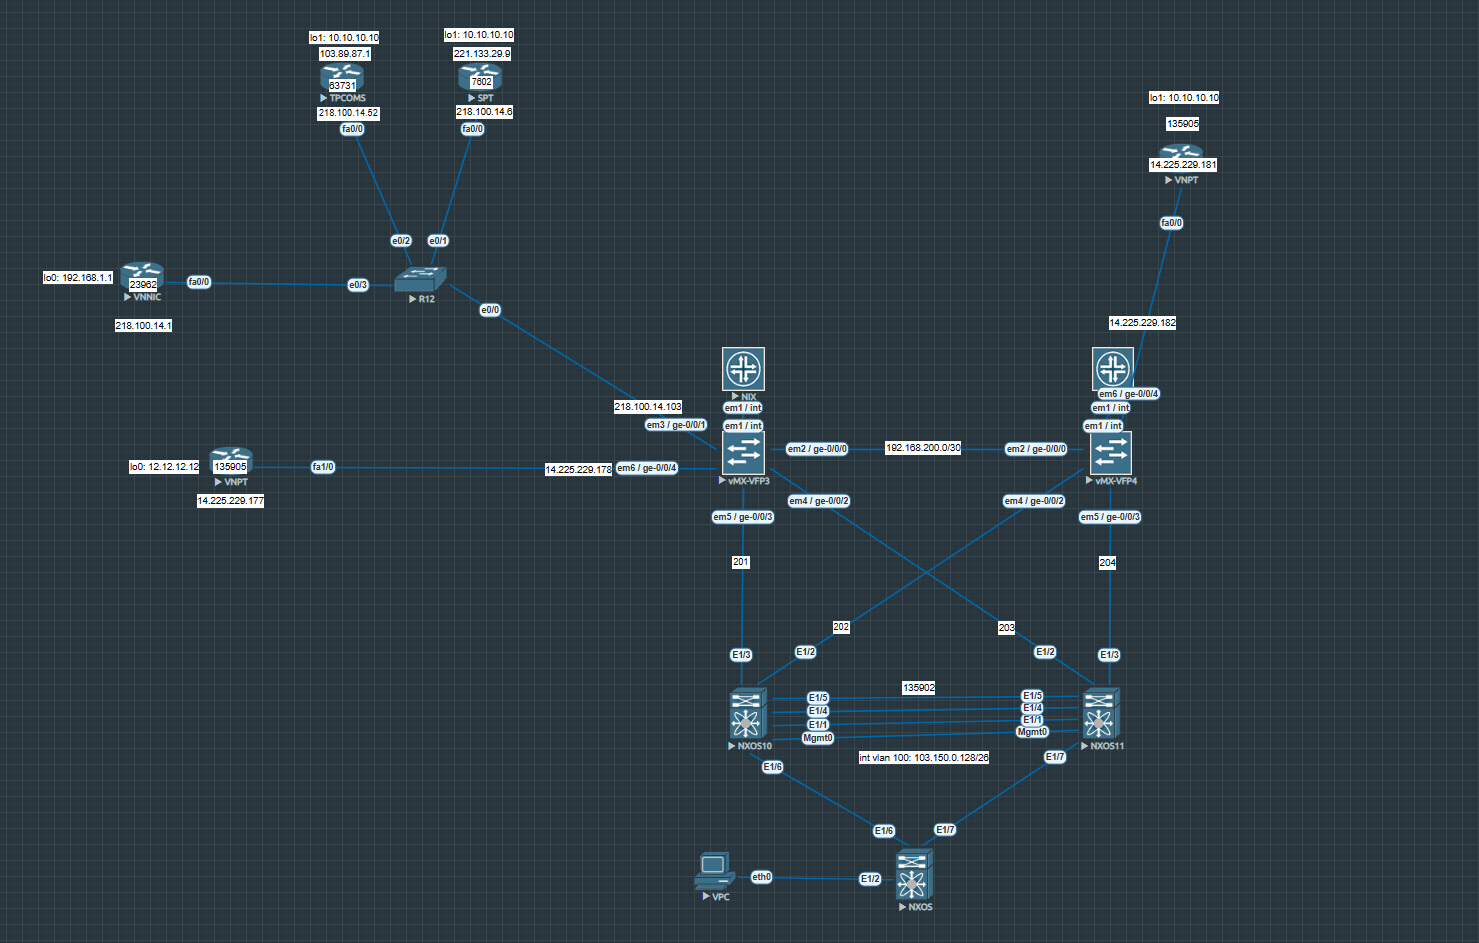 lo1: 10.10.10.10
103.89.87.1
63731
TPCOMS
218.100.14.52
fa0/0
lo1: 10.10.10.10
221.133.29.9
7602
SPT
218.100.14.6
fa0/0
lo1: 10.10.10.10
135905
14.225.229.181
VNPT
fa0/0
e0/2
e0/1
lo0: 192.168.1.1
23962
VNNIC
fa0/0
e0/3
R12
e0/0
218.100.14.1
14.225.229.182
NIX
em1 / int
em6 / ge-0/0/4
em1 / int
218.100.14.103
em3 / ge-0/0/1
em1 / int
em1 / int
em2 / ge-0/0/0
192.168.200.0/30
em2 / ge-0/0/0
lo0: 12.12.12.12
135905
VNPT
fa1/0
14.225.229.178
em6 / ge-0/0/4
vMX-VFP3
vMX-VFP4
14.225.229.177
em4 / ge-0/0/2
em4 / ge-0/0/2
em5 / ge-0/0/3
em5 / ge-0/0/3
201
204
202
203
E1/3
E1/2
E1/2
E1/3
135902
E1/5
E1/5
E1/4
E1/4
E1/1
E1/1
Mgmt0
Mgmt0
NXOS10
NXOS11
int vlan 100: 103.150.0.128/26
E1/6
E1/7
E1/6
E1/7
eth0
E1/2
VPC
NXOS